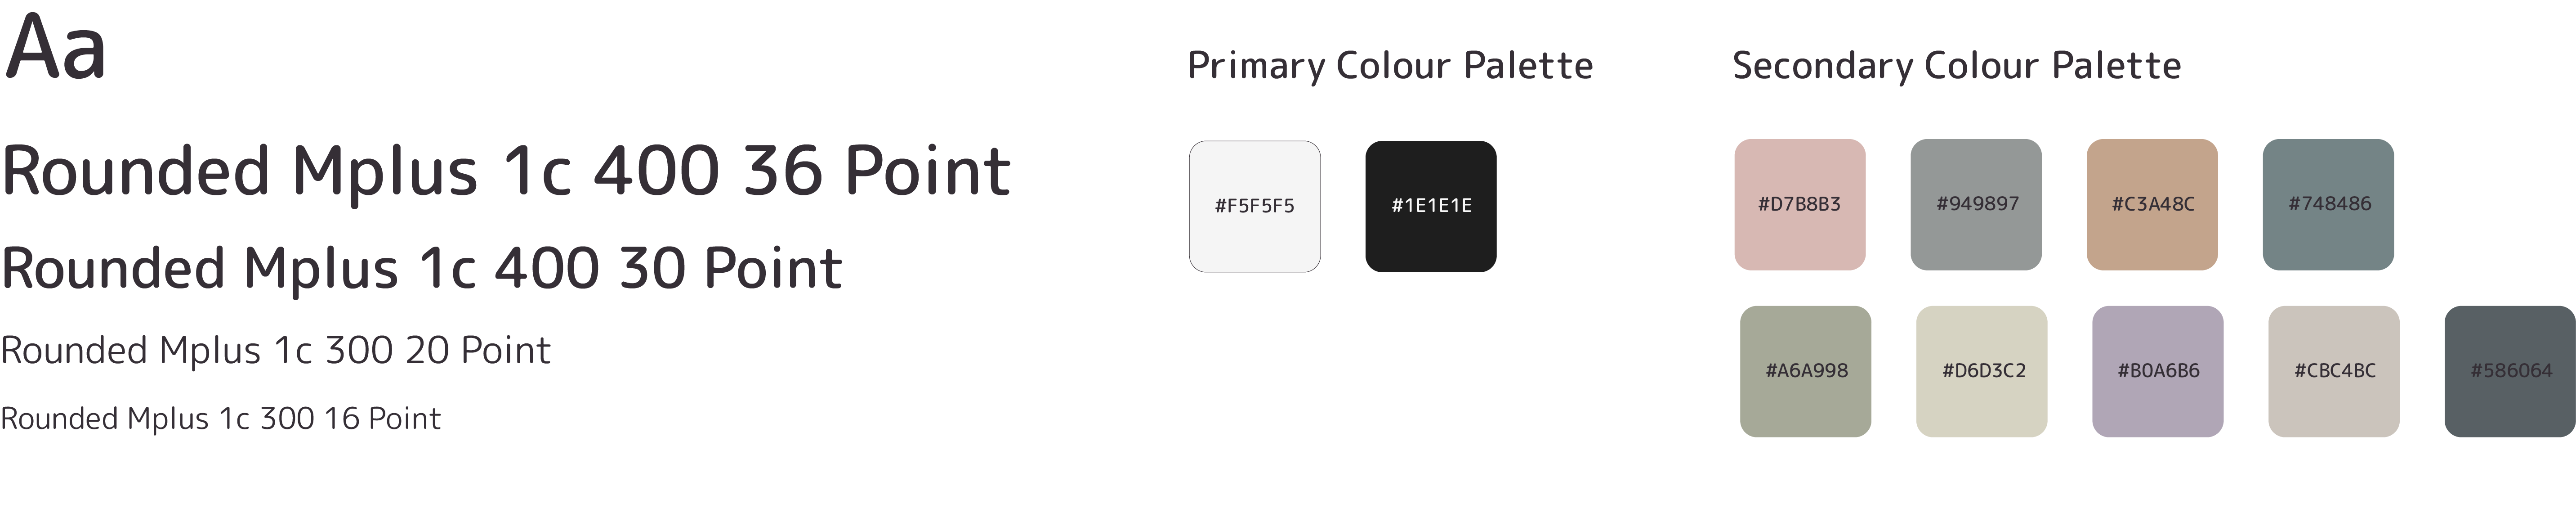 Aa
Rounded Mplus 1c 400 36 Point
Rounded Mplus 1c 400 30 Point
Rounded Mplus 1c 300 20 Point
Rounded Mplus 1c 300 16 Point
Primary Colour Palette
#F5F5F5
#1E1E1E
Secondary Colour Palette
#D7B8B3
#949897
#C3A48C
#748486
#A6A998
#D6D3C2
#B0A6B6
#CBC4BC
#586064